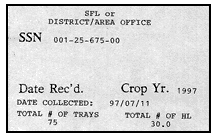 SFL or
DISTRICT/AREA OFFICE
SSN 001-25-675-00
Date Rec'd. Crop Yr. 1997
DATE COLLECTED: 97/07/11
TOTAL # OF TRAYS TOTAL # OF HL
75 30.0